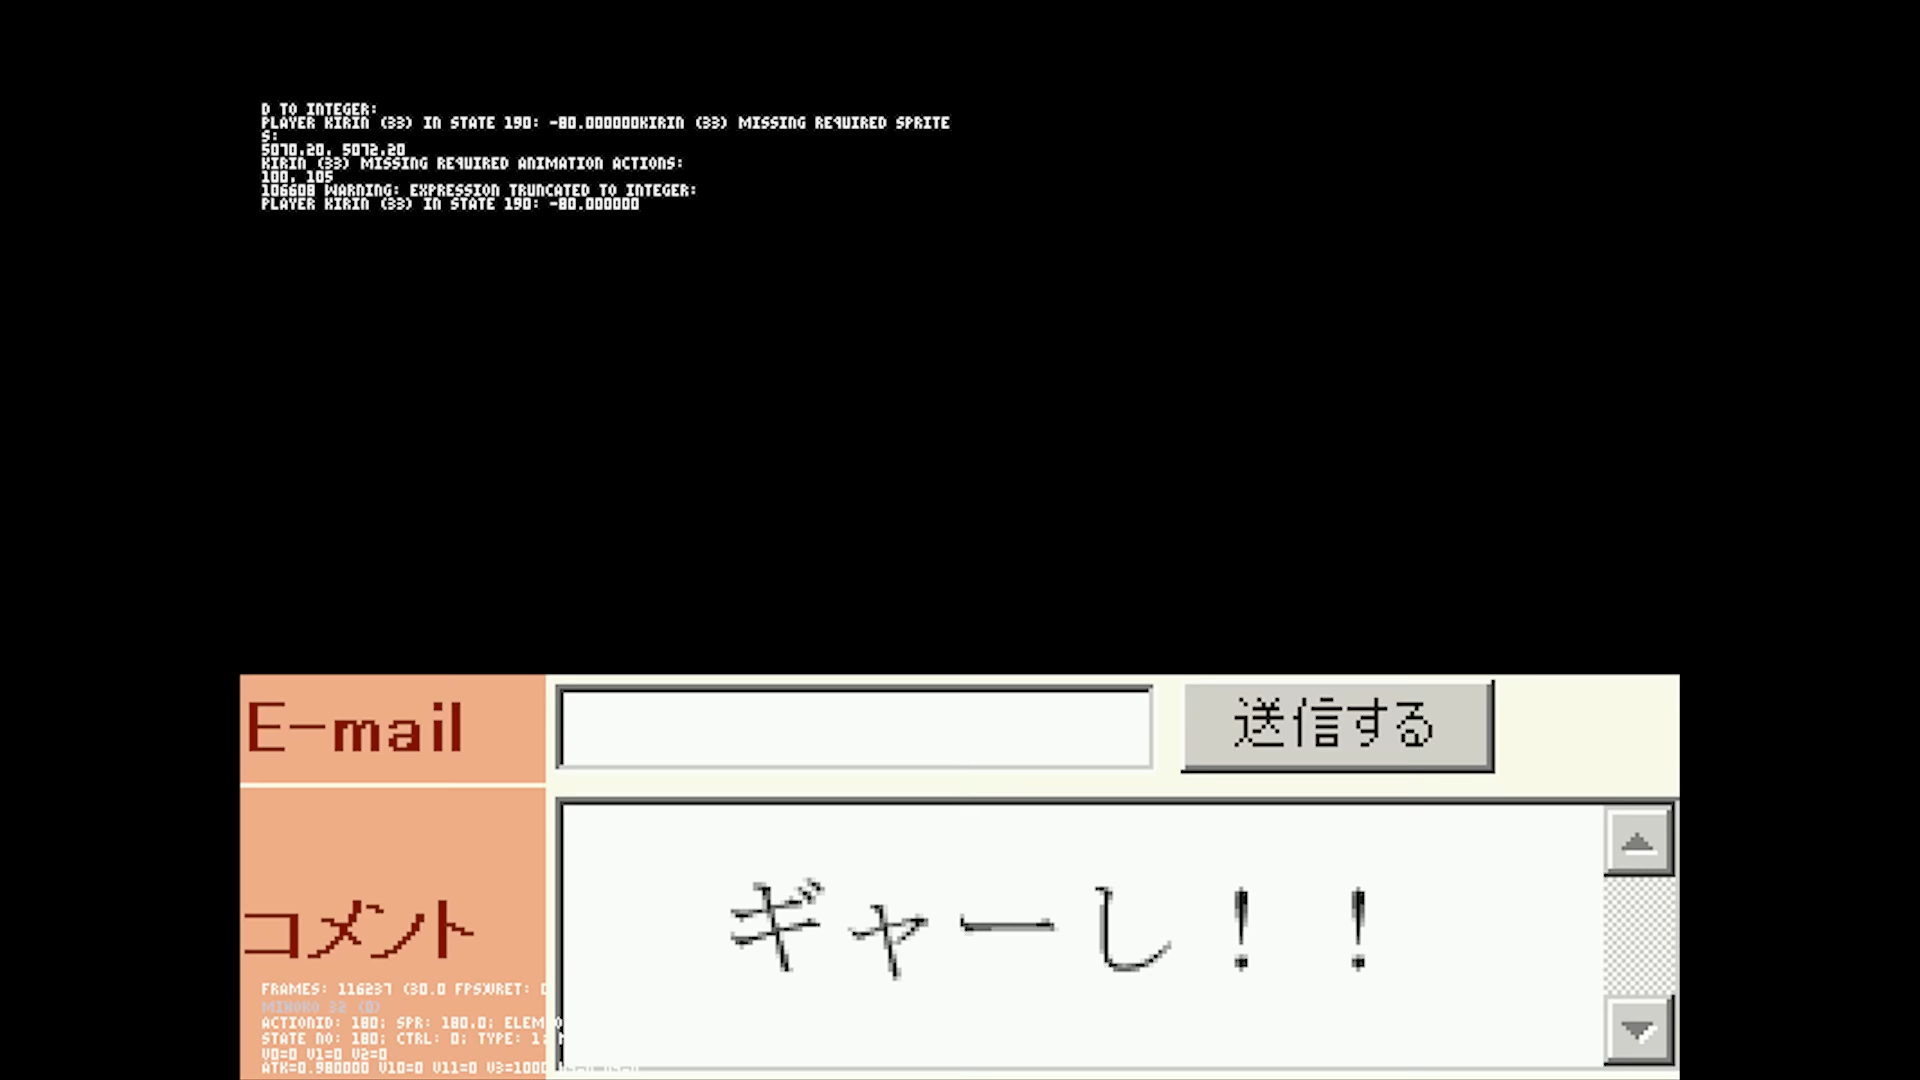 D TO INTEGER:
PLAYER KIRIN (33) IN STATE 190: -80.000000KIRIN (33) MISSING REQUIRED SPRITE
S:
5070.20, 5072.20
KIRIN (33) MISSING REQUIRED ANIMATION ACTIONS:
100, 105
106608 WARNING: EXPRESSION TRUNCATED TO INTEGER:
PLAYER KIRIN (33) IN STATE 190: -80.000000
E-mail
送信する
コメント
ギャーし!!
FRAMES: 116237 (30.0 FPS)VRET:
MINORO 32 (0)
ACTIONID: 180; SPR: 180.0;
STATE NO: 180; CTRL: 0; TYPE: 1;
V0=0 V1=0 V2=0
ATK=0.980000 V10=0 V11=0 V3=1000